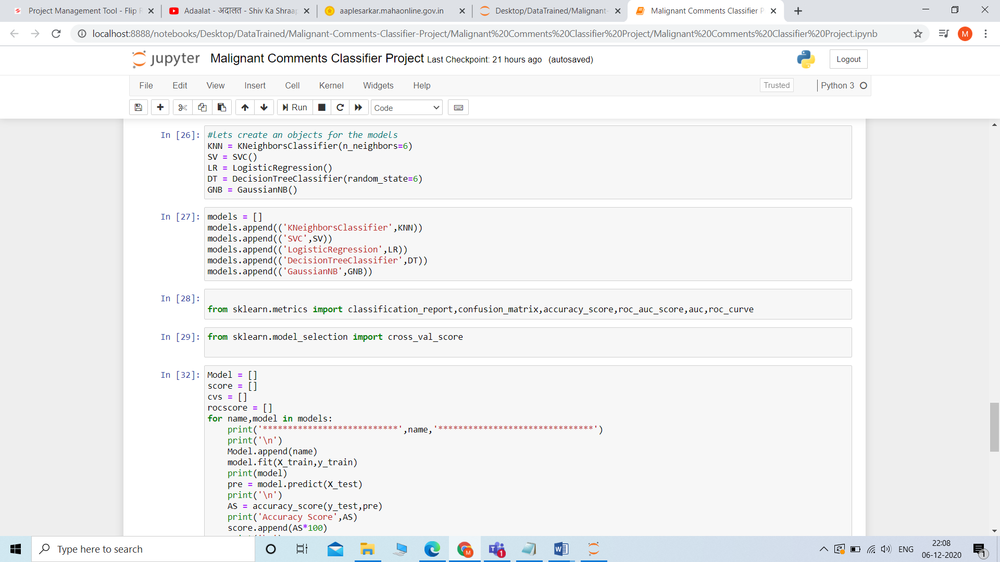 Project Management Tool - Flip R
Adaalat - अदालत - Shiv Ka Shraap
aaplesarkar.mahaonline.gov.in
Desktop/DataTrained/Malignant-
Malignant Comments Classifier P
localhost:8888/notebooks/Desktop/DataTrained/Malignant-Comments-Classifier-Project/Malignant%20Comments%20Classifier%20Project/Malignant%20Comments%20Classifier%20Project.ipynb
M
jupyter Malignant Comments Classifier Project Last Checkpoint: 21 hours ago (autosaved)
Logout
File Edit View Insert Cell Kernel Widgets Help
Trusted
Python 3
Run
Code
In [26]: #lets create an objects for the models
KNN = KNeighborsClassifier(n_neighbors=6)
SV = SVC()
LR = LogisticRegression()
DT = DecisionTreeClassifier(random_state=6)
GNB = GaussianNB()
In [27]: models = []
models.append(('KNeighborsClassifier',KNN))
models.append(('SVC',SV))
models.append(('LogisticRegression',LR))
models.append(('DecisionTreeClassifier',DT))
models.append(('GaussianNB',GNB))
In [28]:
from sklearn.metrics import classification_report,confusion_matrix,accuracy_score,roc_auc_score,auc,roc_curve
In [29]: from sklearn.model_selection import cross_val_score
In [32]: Model = []
score = []
cvs = []
rocscore = []
for name,model in models:
    print('***************************',name,'*******************************')
    print('\n')
    Model.append(name)
    model.fit(X_train,y_train)
    print(model)
    pre = model.predict(X_test)
    print('\n')
    AS = accuracy_score(y_test,pre)
    print('Accuracy Score',AS)
    score.append(AS*100)
Type here to search
M
1
ENG
22:08
06-12-2020
1